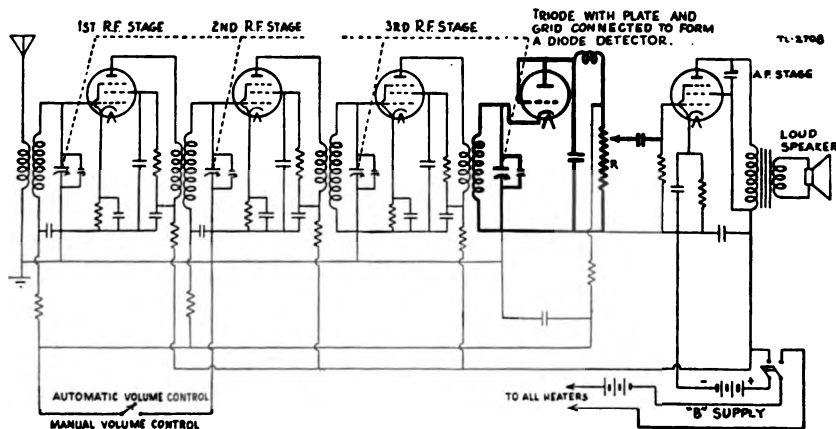 1ST R.F. STAGE
2ND R.F. STAGE
3RD R.F. STAGE
TRIODE WITH PLATE AND
GRID CONNECTED TO FORM
A DIODE DETECTOR.
TL-2708
A.F. STAGE
LOUD
SPEAKER
R
AUTOMATIC VOLUME CONTROL
MANUAL VOLUME CONTROL
TO ALL HEATERS
- +
"B" SUPPLY